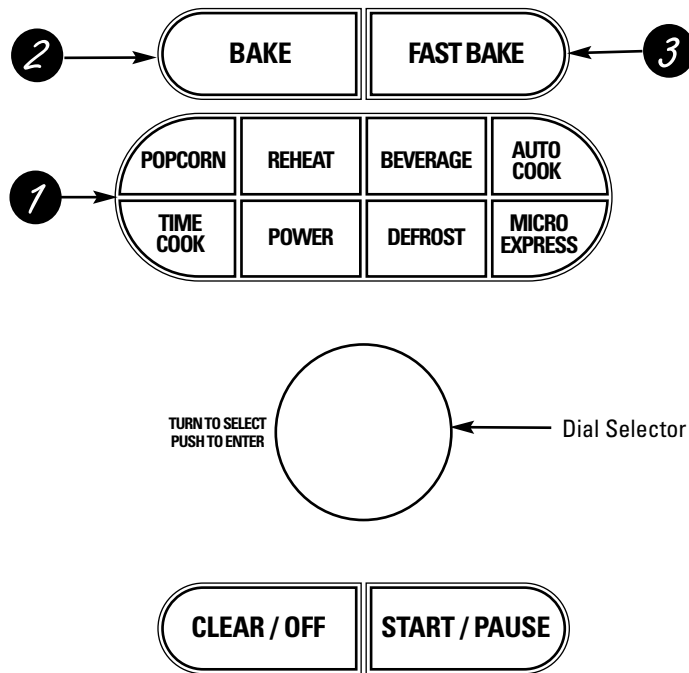 2 BAKE FAST BAKE 3
POPCORN REHEAT BEVERAGE AUTO
COOK
1
TIME
COOK POWER DEFROST MICRO
EXPRESS
TURN TO SELECT
PUSH TO ENTER
Dial Selector
CLEAR / OFF START / PAUSE